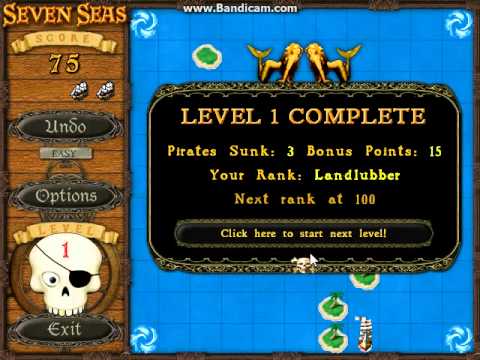 www.Bandicam.com
SEVEN SEAS
SCORE
75
Undo
EASY
Options
LEVEL
1
Exit
LEVEL 1 COMPLETE
Pirates Sunk: 3 Bonus Points: 15
Your Rank: Landlubber
Next rank at 100
Click here to start next level!